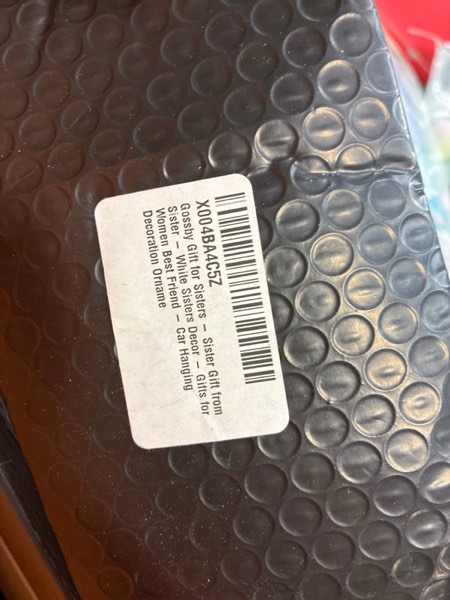 X004BA4C5Z
Gossby Gift for Sisters – Sister Gift from
Sister – White Sisters Decor – Gifts for
Women Best Friend – Car Hanging
Decoration Orname